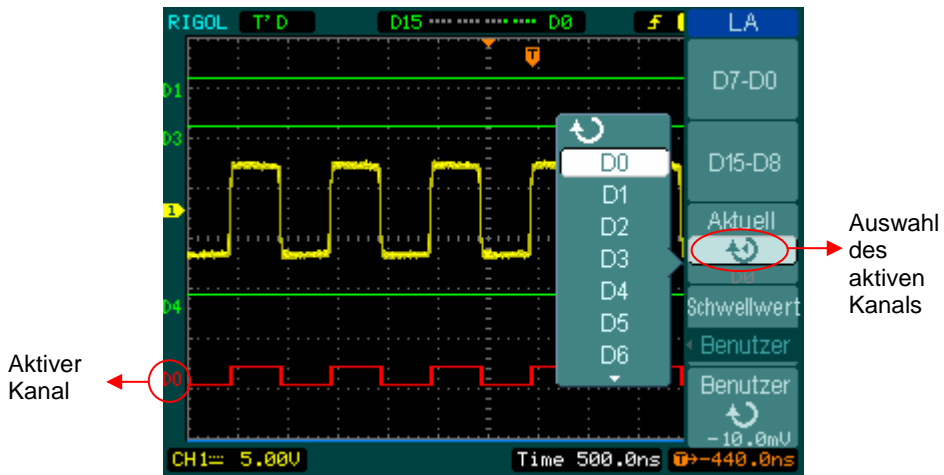 RIGOL T'D D15 D0 LA
D1
D3
1
D4
D0
T
D0
D1
D2
D3
D4
D5
D6
D7-D0
D15-D8
Aktuell
D0
Schwellwert
Benutzer
Benutzer
-10.0mV
CH1 5.00V Time 500.0ns T→-440.0ns
Auswahl
des
aktiven
Kanals
Aktiver
Kanal